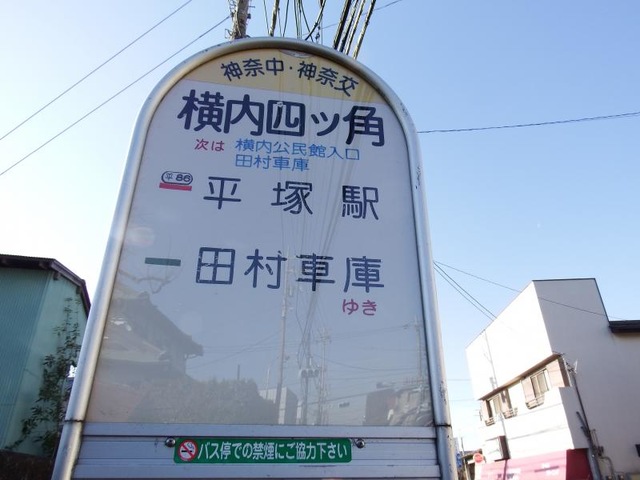 神奈中・神奈交
横内四ッ角
次は 横内公民館入口
田村車庫
平86 平塚駅
田村車庫
ゆき
バス停での禁煙にご協力下さい